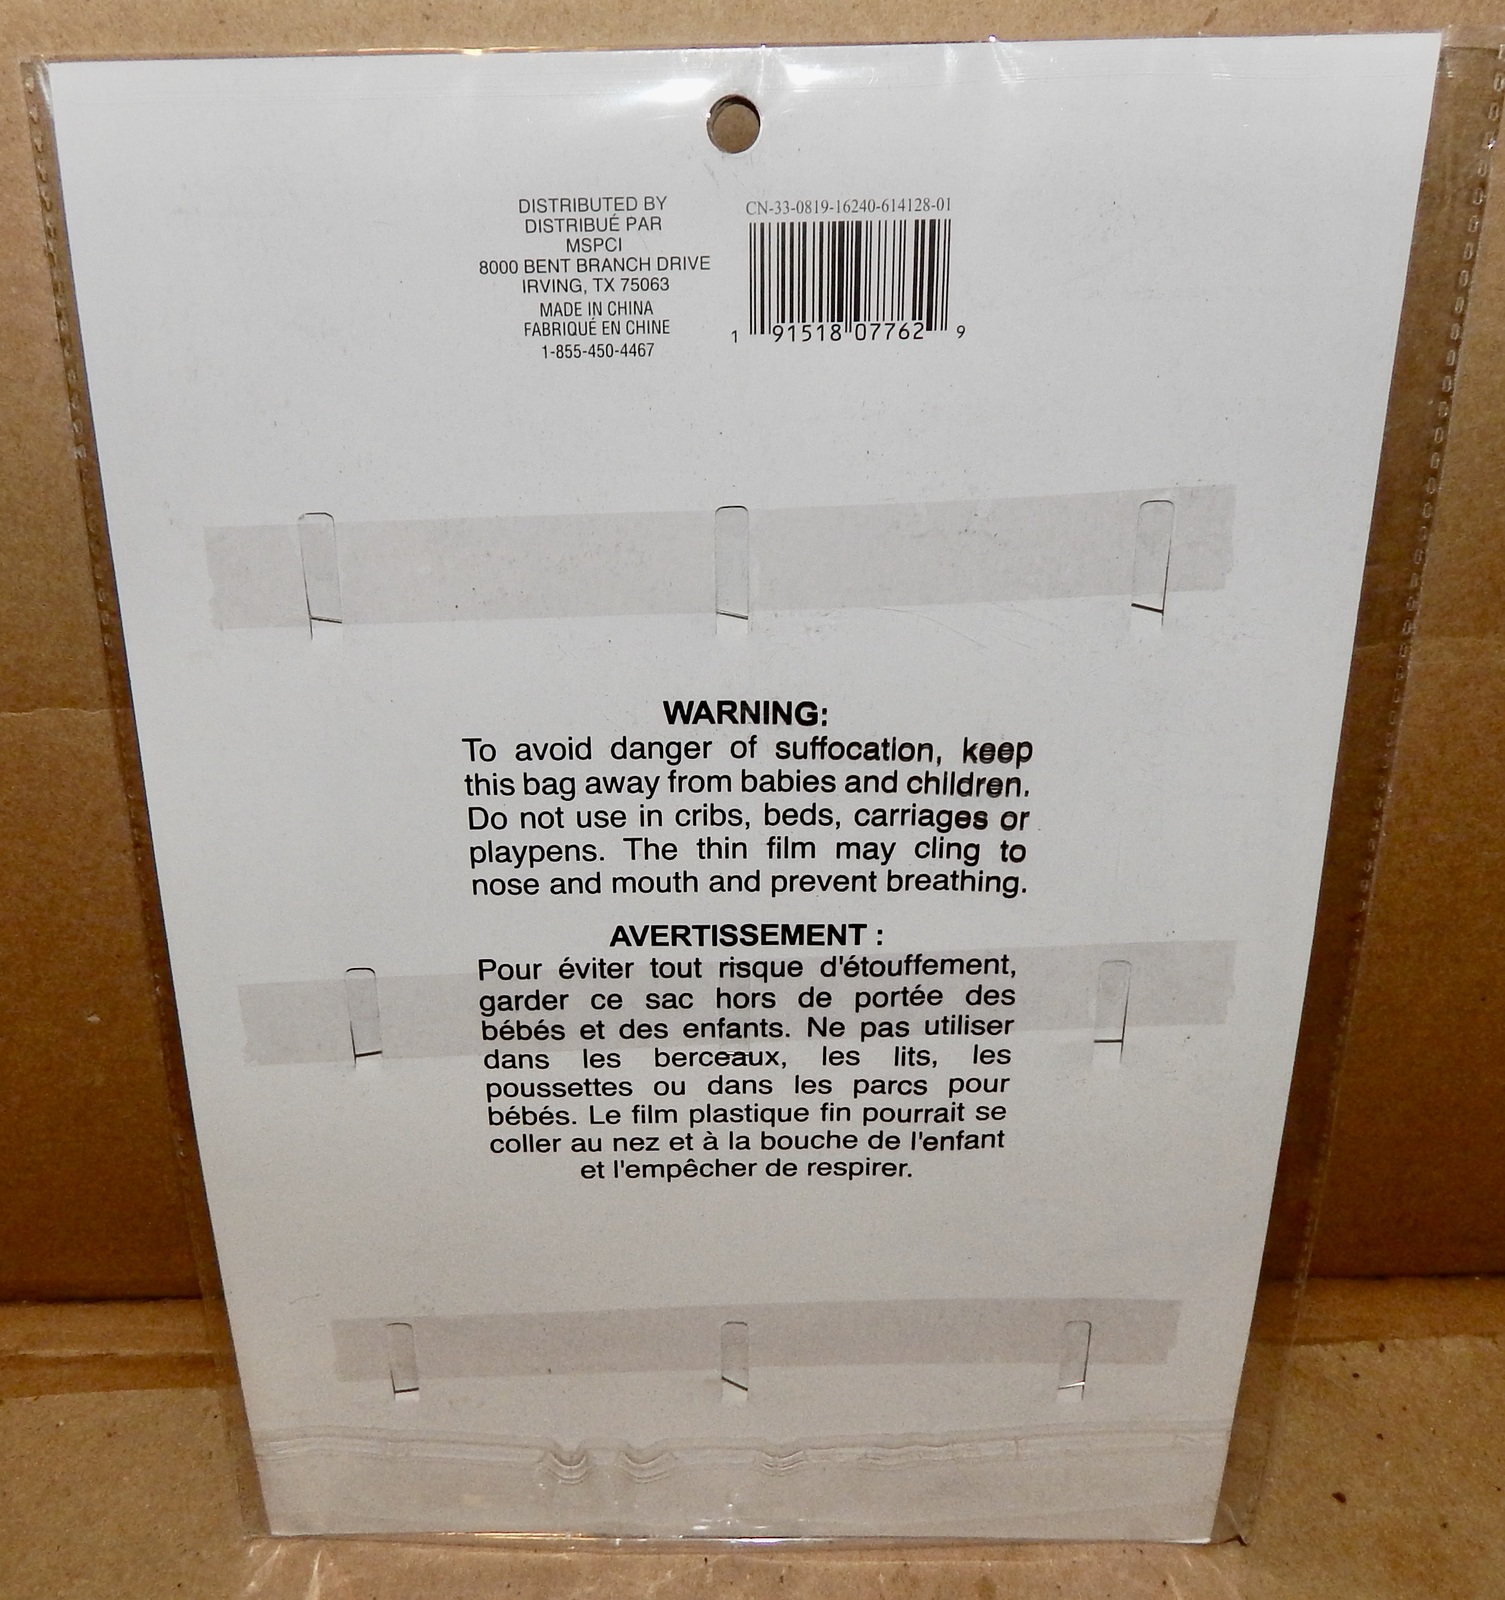 DISTRIBUTED BY
DISTRIBUÉ PAR
MSPCI
8000 BENT BRANCH DRIVE
IRVING, TX 75063
MADE IN CHINA
FABRIQUÉ EN CHINE
1-855-450-4467
CN-33-0819-16240-614128-01
1 91518 07762 9
WARNING:
To avoid danger of suffocation, keep
this bag away from babies and children.
Do not use in cribs, beds, carriages or
playpens. The thin film may cling to
nose and mouth and prevent breathing.
AVERTISSEMENT :
Pour éviter tout risque d'étouffement,
garder ce sac hors de portée des
bébés et des enfants. Ne pas utiliser
dans les berceaux, les lits, les
poussettes ou dans les parcs pour
bébés. Le film plastique fin pourrait se
coller au nez et à la bouche de l'enfant
et l'empêcher de respirer.